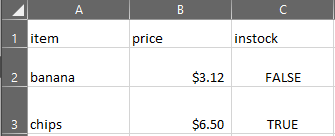 A B C
1 item price instock
2 banana $3.12 FALSE
3 chips $6.50 TRUE